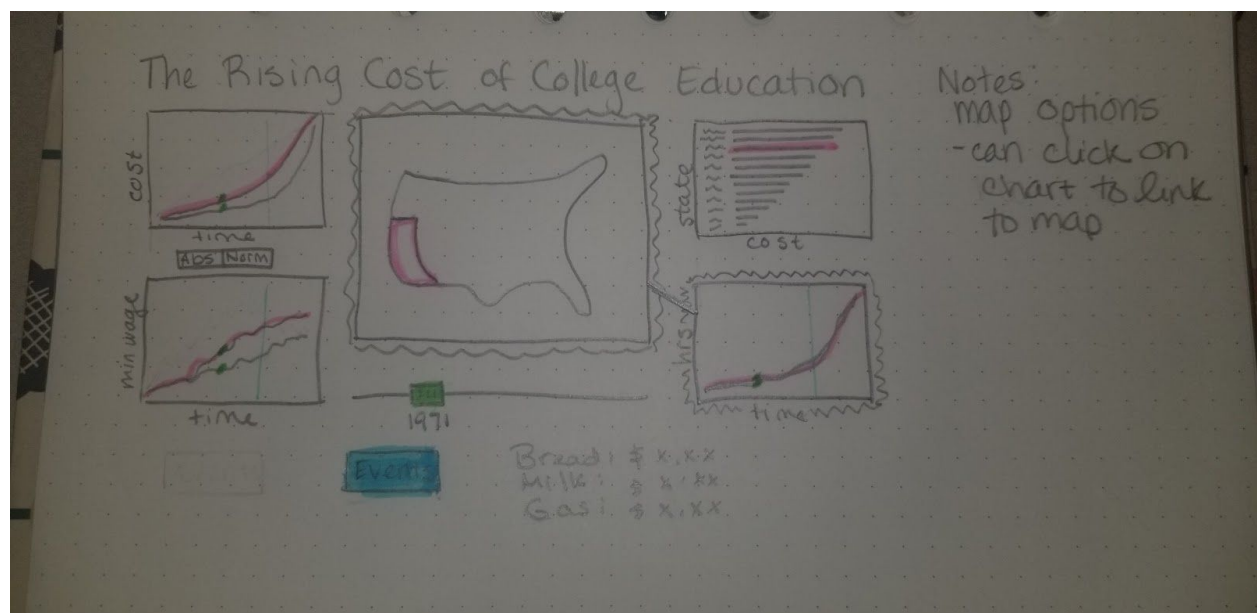 The Rising Cost of College Education
Notes:
map options
- can click on
chart to link
to map
cost
time
Abs Norm
min wage
time
state
cost
hrs
time
1971
Events
Bread: $ x.xx
Milk: $ x.xx
Gas: $ x.xx